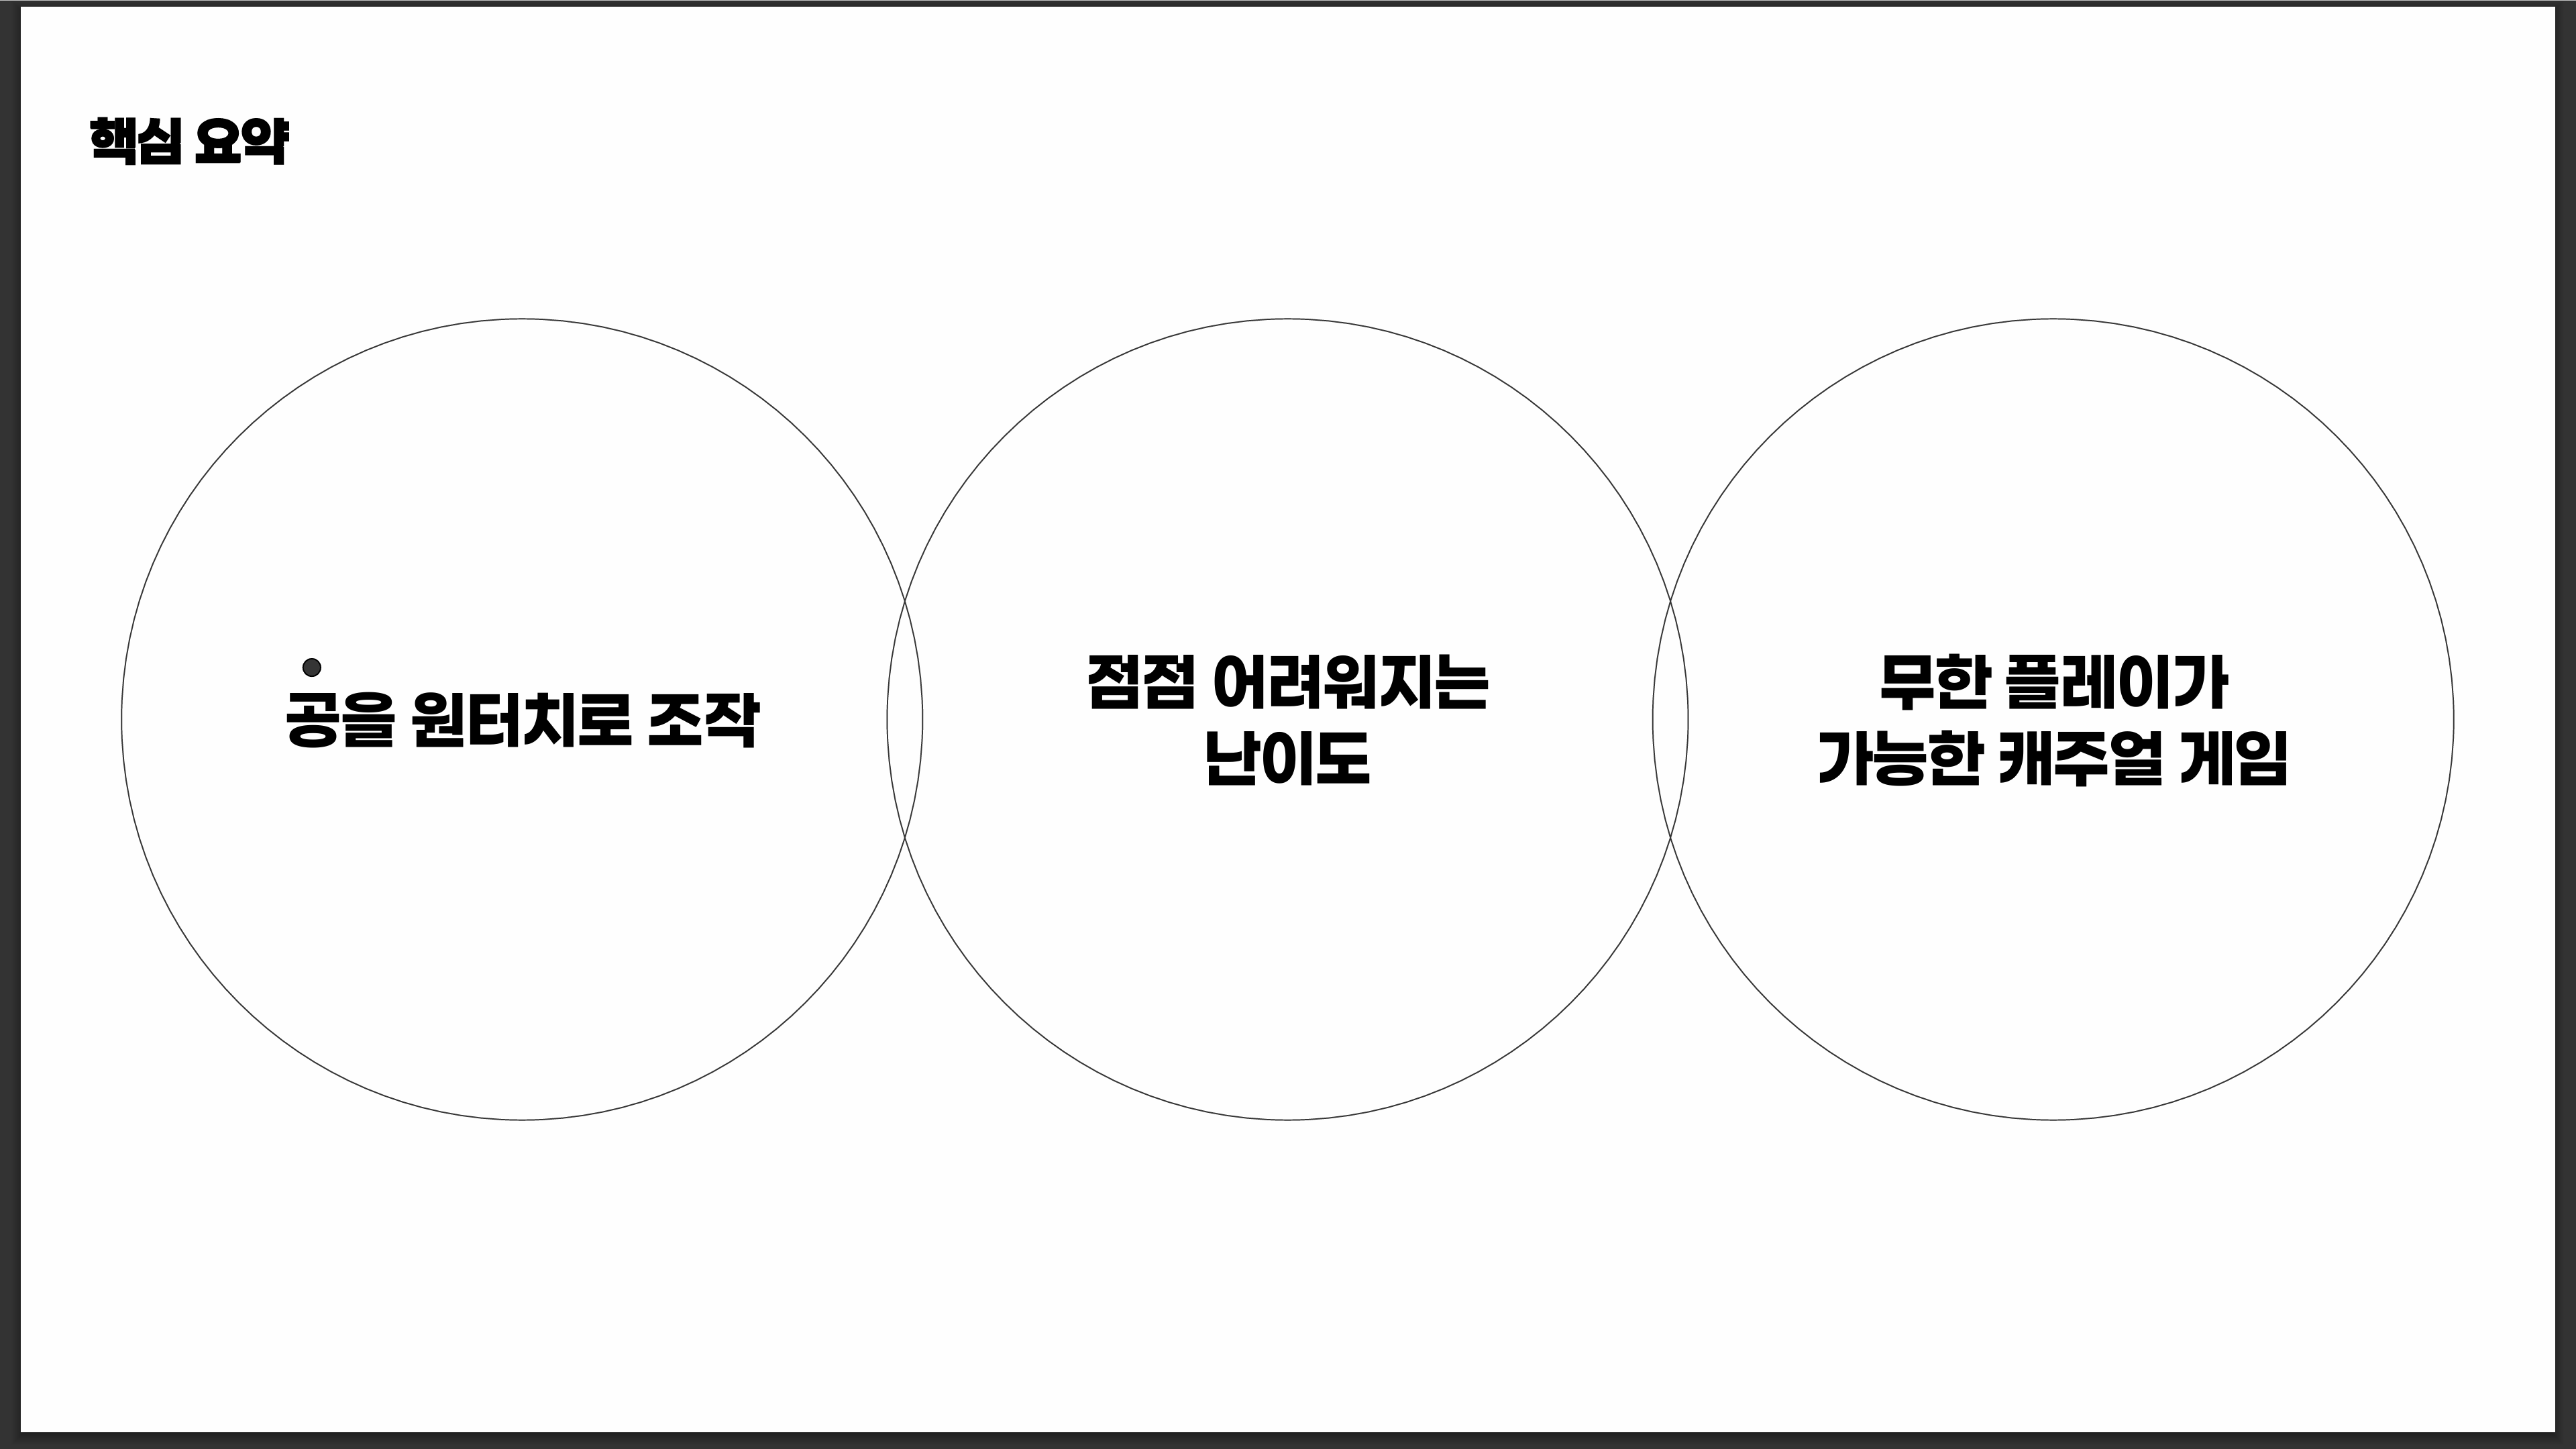 핵심 요약
공을 원터치로 조작
점점 어려워지는
난이도
무한 플레이가
가능한 캐주얼 게임